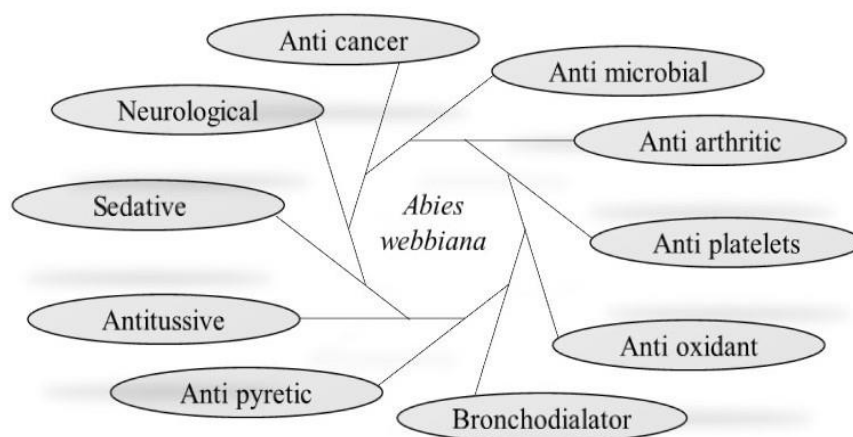 Anti cancer
Anti microbial
Neurological
Anti arthritic
Sedative
Abies
webbiana
Anti platelets
Antitussive
Anti oxidant
Anti pyretic
Bronchodialator